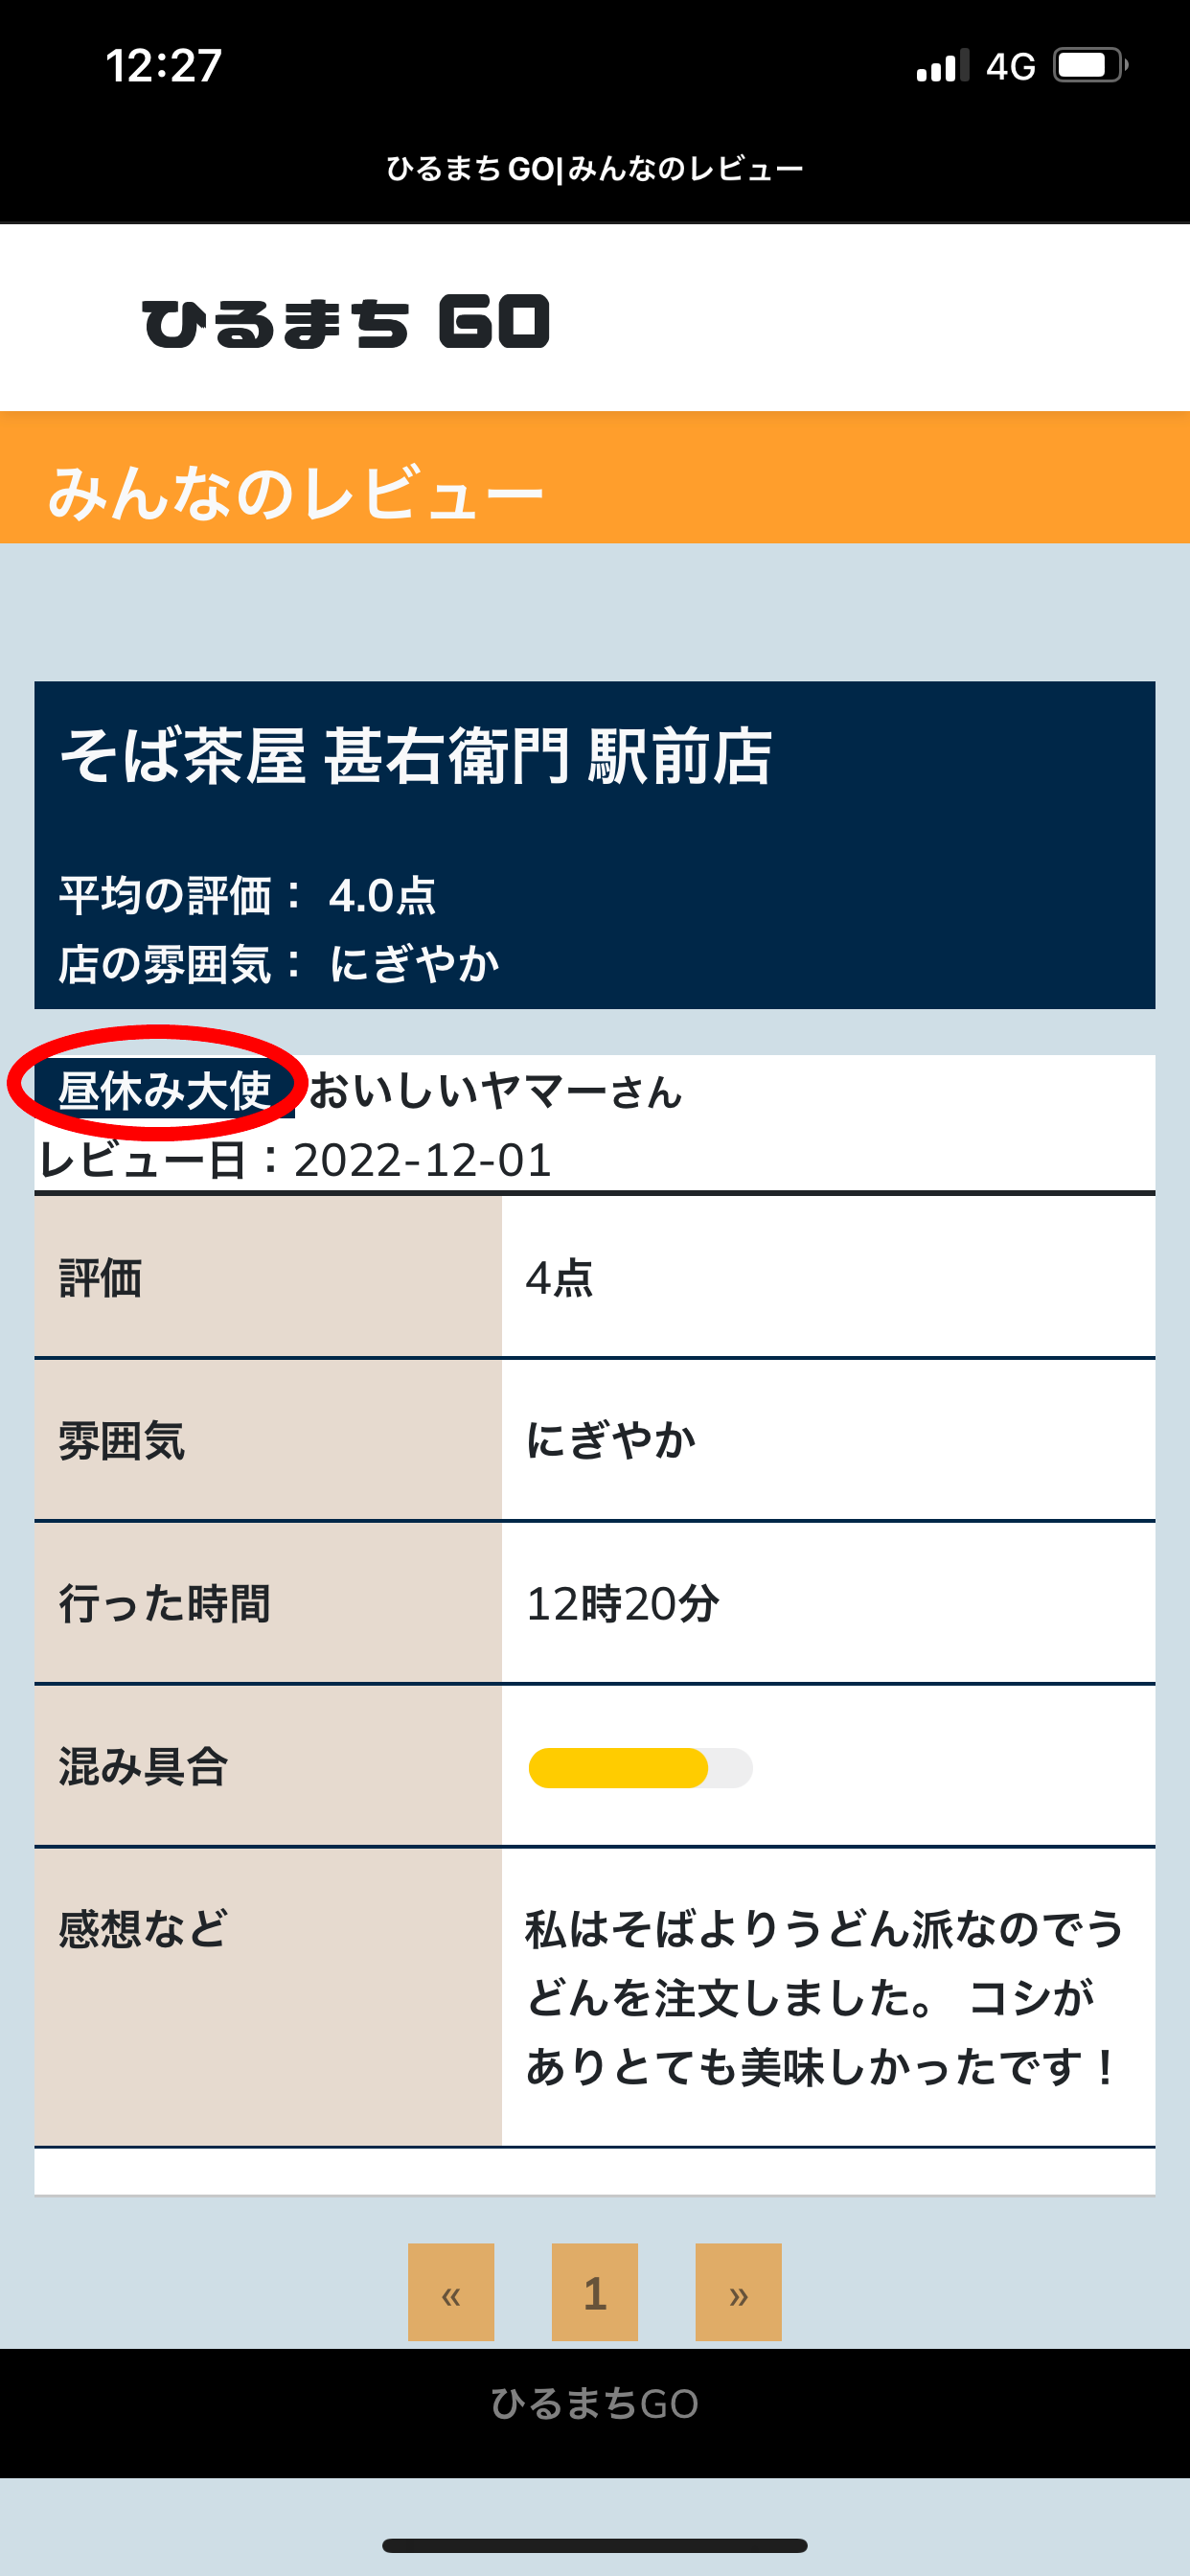 12:27 4G
ひるまち GO|みんなのレビュー
ひるまち GO
みんなのレビュー
そば茶屋 甚右衛門 駅前店
平均の評価： 4.0点
店の雰囲気： にぎやか
昼休み大使 おいしいヤマーさん
レビュー日：2022-12-01
評価 4点
雰囲気 にぎやか
行った時間 12時20分
混み具合
感想など 私はそばよりうどん派なのでう
どんを注文しました。 コシが
ありとても美味しかったです！
« 1 »
ひるまちGO